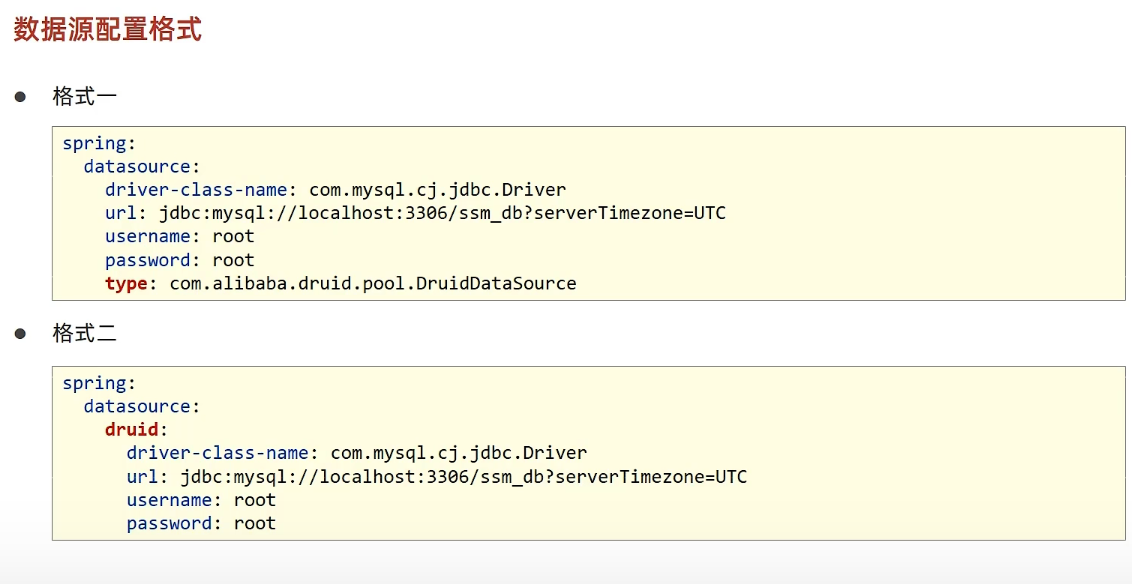 数据源配置格式
● 格式一
spring:
  datasource:
    driver-class-name: com.mysql.cj.jdbc.Driver
    url: jdbc:mysql://localhost:3306/ssm_db?serverTimezone=UTC
    username: root
    password: root
    type: com.alibaba.druid.pool.DruidDataSource
● 格式二
spring:
  datasource:
    druid:
      driver-class-name: com.mysql.cj.jdbc.Driver
      url: jdbc:mysql://localhost:3306/ssm_db?serverTimezone=UTC
      username: root
      password: root